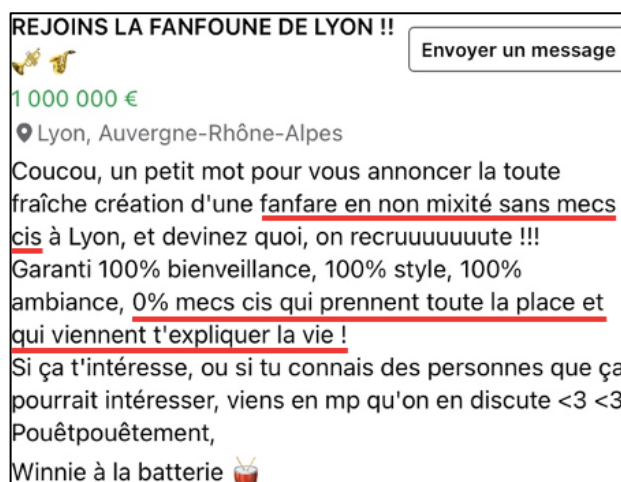 REJOINS LA FANFOUNE DE LYON !!
🎺 🎷
Envoyer un message
1 000 000 €
Lyon, Auvergne-Rhône-Alpes
Coucou, un petit mot pour vous annoncer la toute
fraîche création d'une fanfare en non mixité sans mecs
cis à Lyon, et devinez quoi, on recruuuuuuute !!!
Garanti 100% bienveillance, 100% style, 100%
ambiance, 0% mecs cis qui prennent toute la place et
qui viennent t'expliquer la vie !
Si ça t'intéresse, ou si tu connais des personnes que ça
pourrait intéresser, viens en mp qu'on en discute <3 <3
Pouêtpouêtement,
Winnie à la batterie 🥁